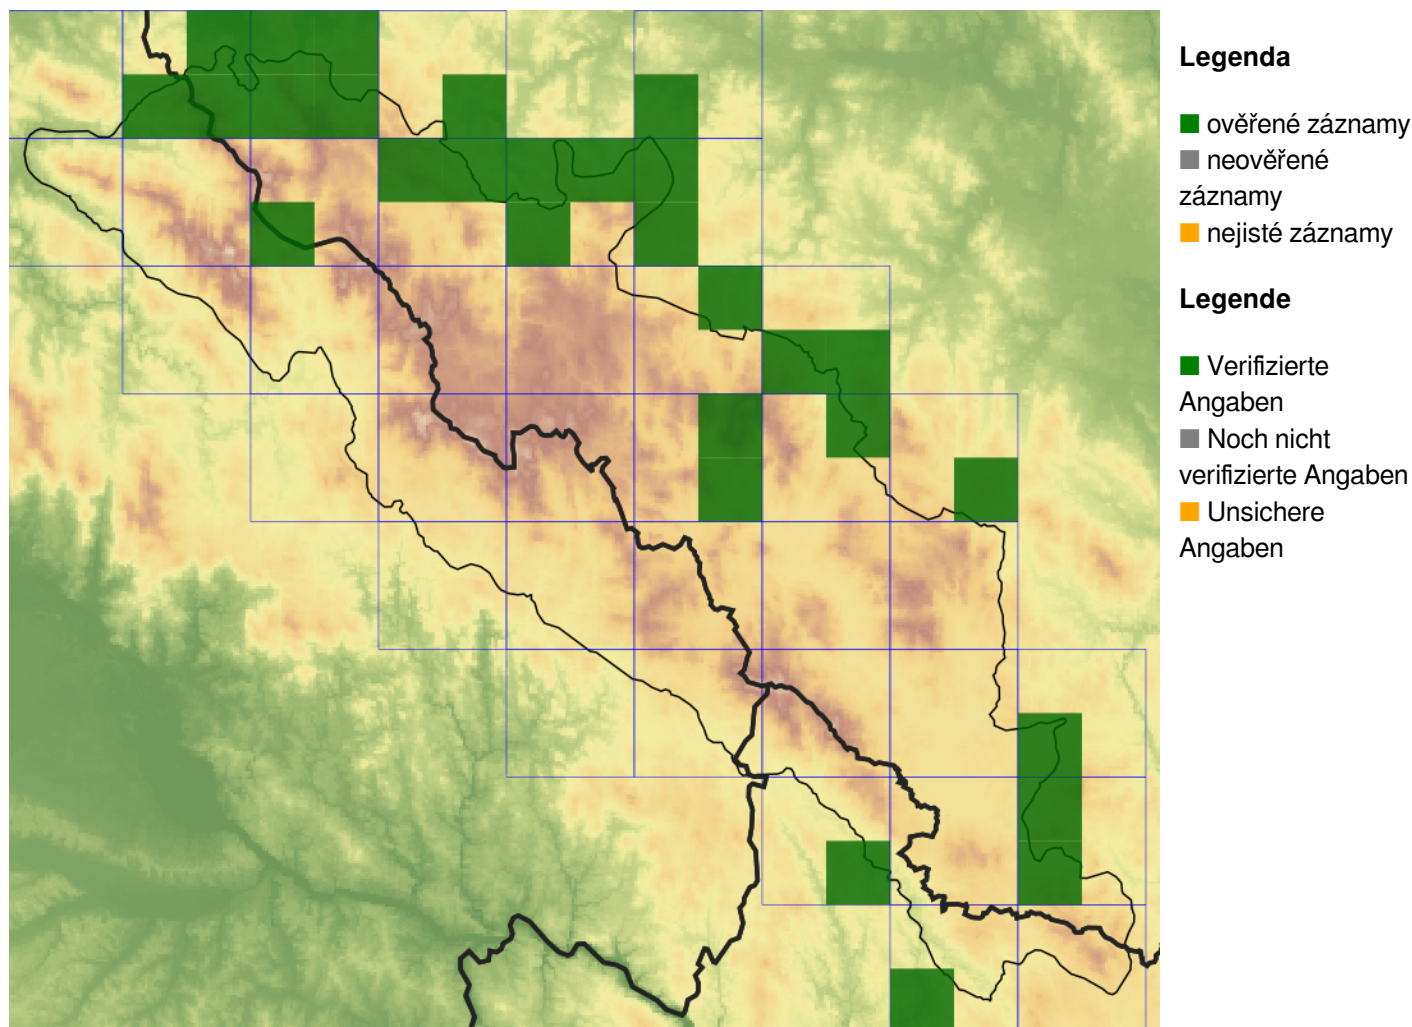 Legenda
ověřené záznamy
neověřené
záznamy
nejisté záznamy
Legende
Verifizierte
Angaben
Noch nicht
verifizierte Angaben
Unsichere
Angaben